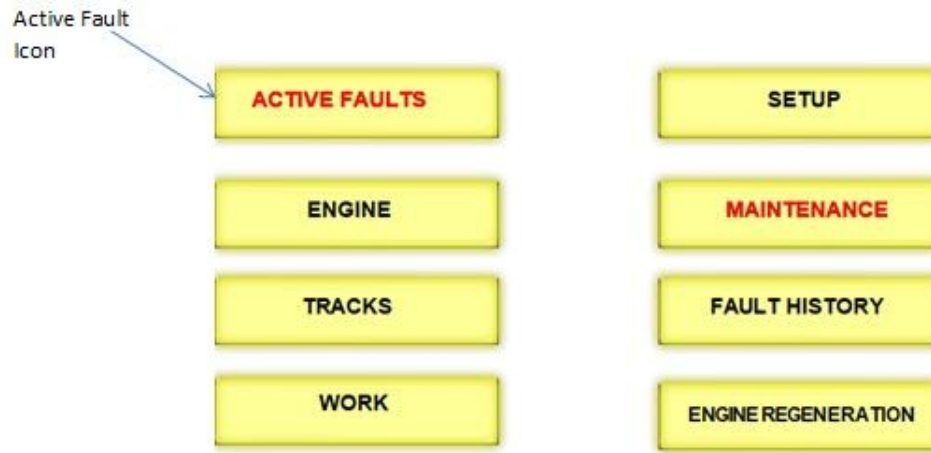 Active Fault
Icon
ACTIVE FAULTS
SETUP
ENGINE
MAINTENANCE
TRACKS
FAULT HISTORY
WORK
ENGINE REGENERATION